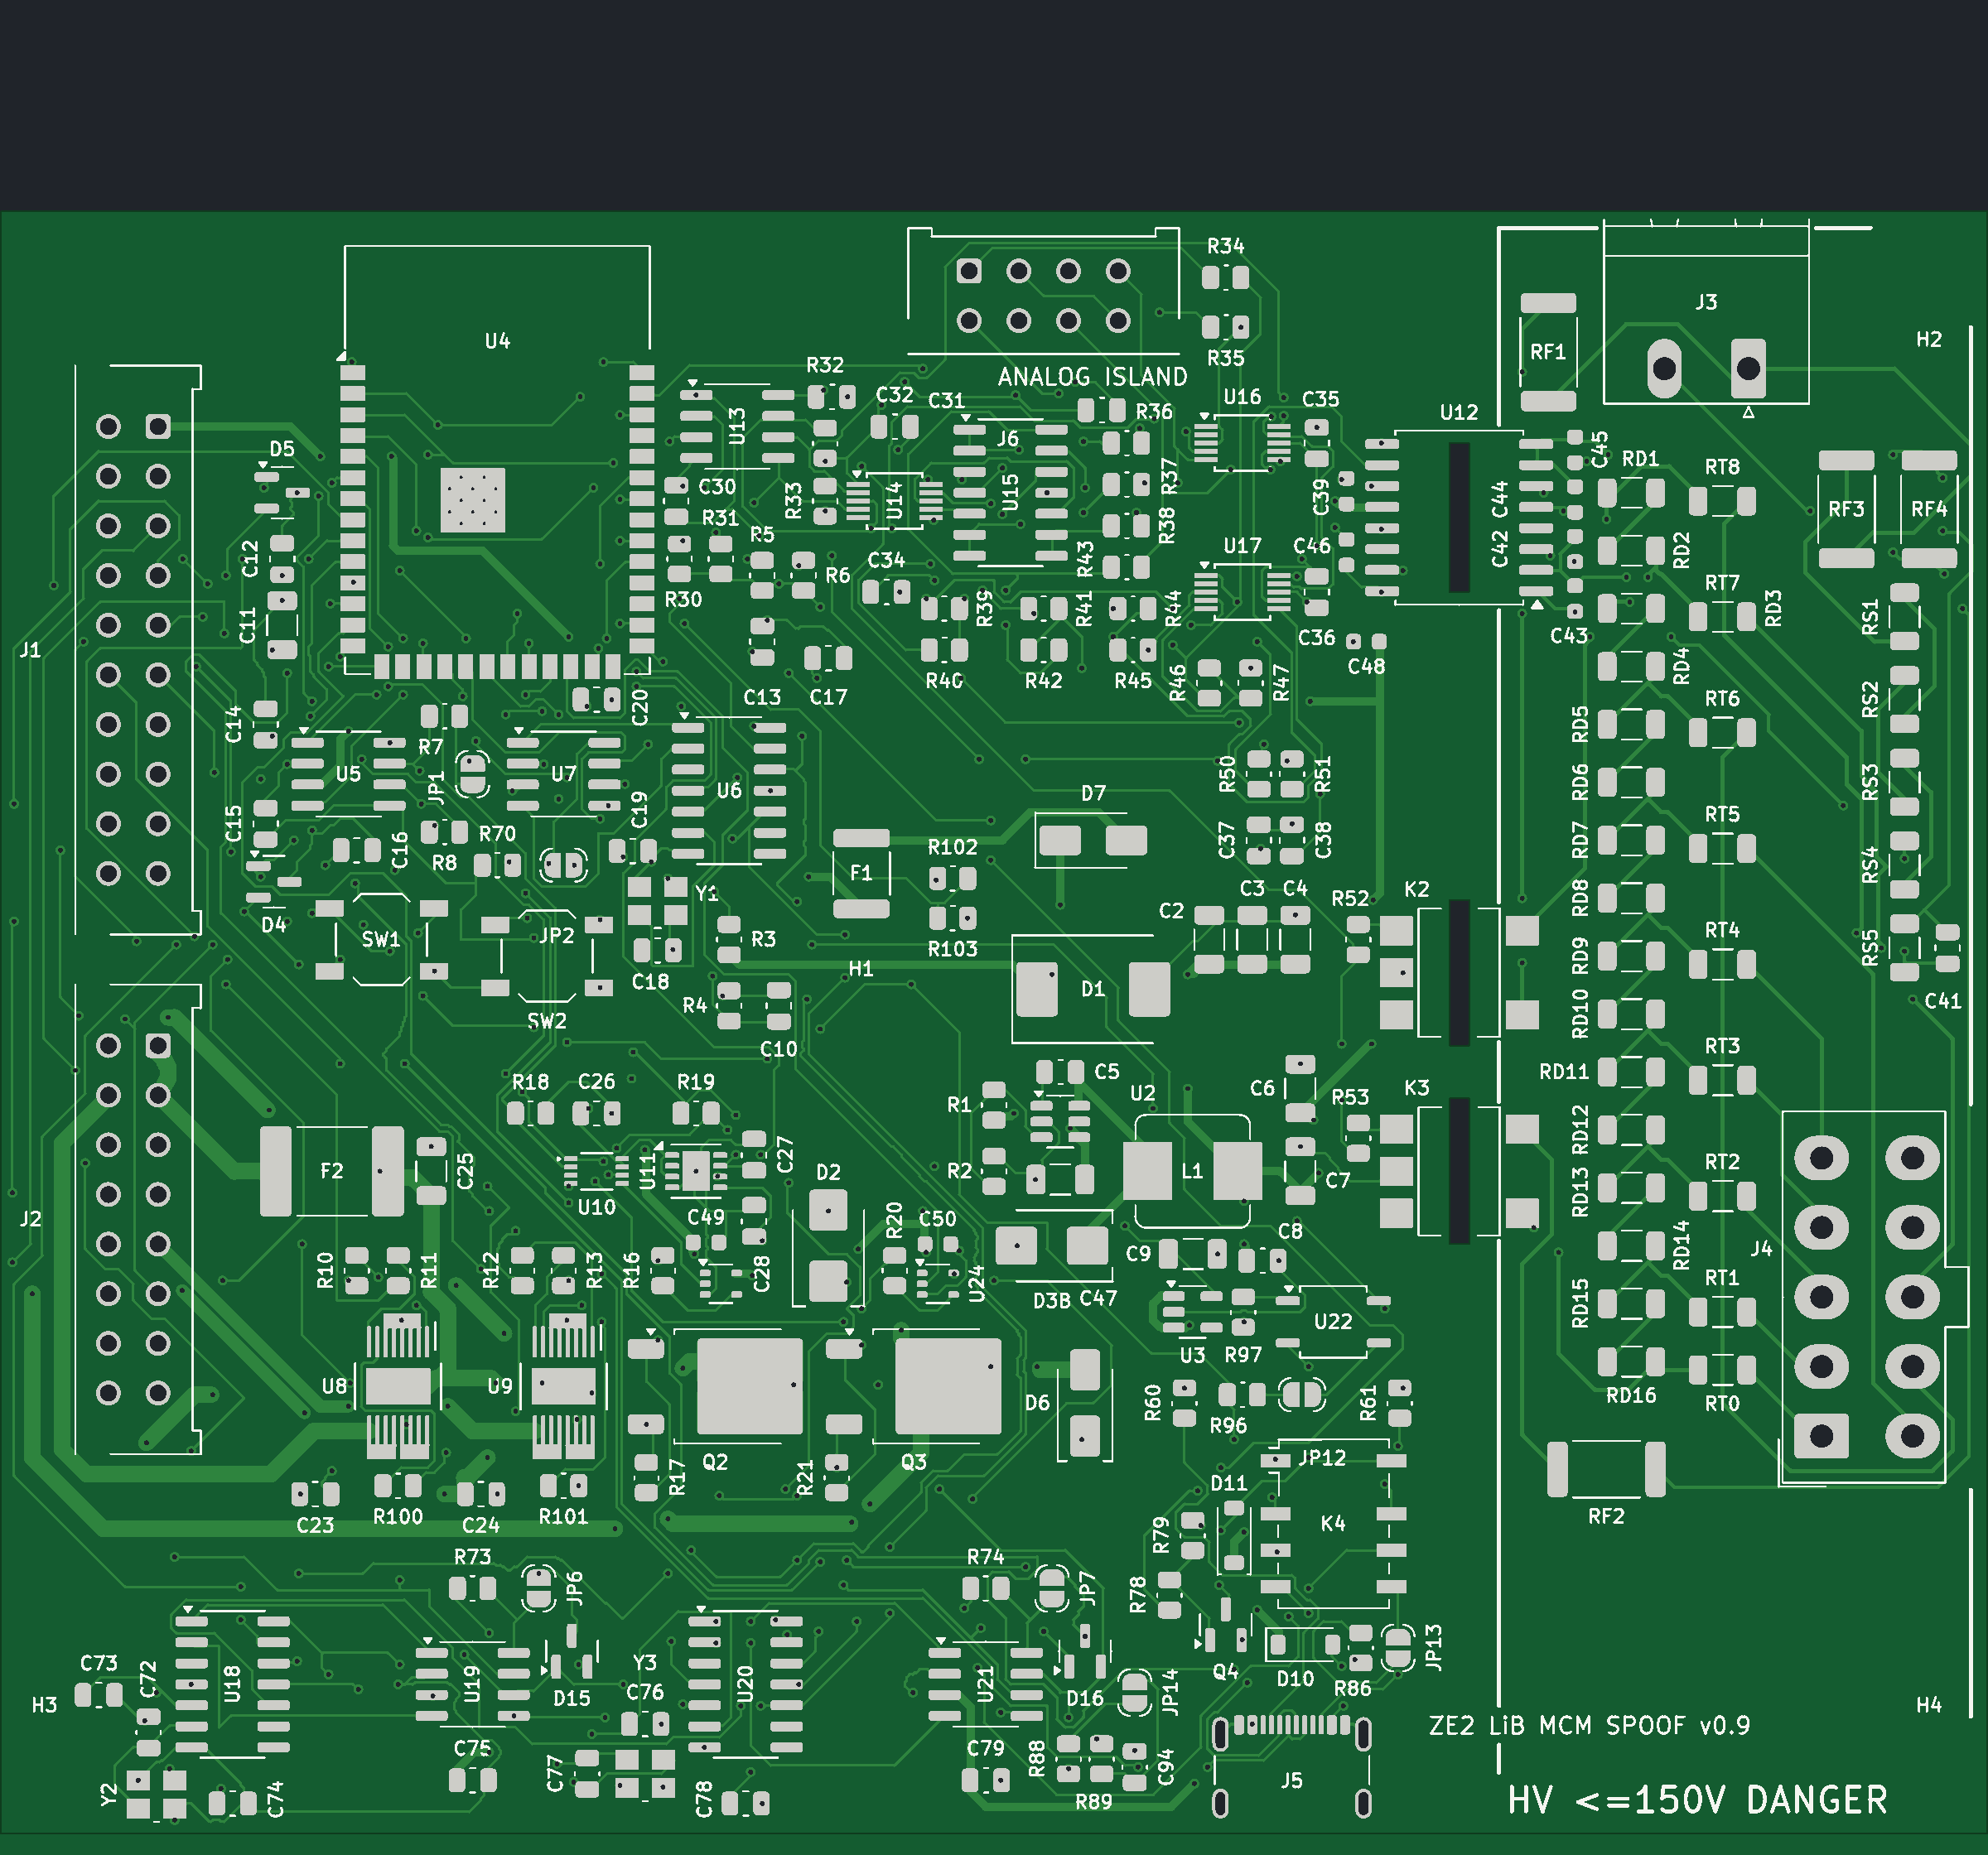 R34
J3
H2
R35
RF1
U4
R32
ANALOG ISLAND
C32
C31
R36
U16
C35
U12
U13
J6
D5
C45
RD1
RT8
C30
R33
U14
U15
R37
C39
C44
RF3
RF4
R31
R5
R38
C12
C34
R43
U17
C46
C42
RD2
R30
R6
RT7
RD3
C11
R39
R41
R44
RS1
J1
C36
C43
C48
RD4
R40
R42
R45
R46
R47
C13
C17
C20
RT6
RS2
C14
R7
RD5
U5
JP1
U7
U6
R50
R51
RD6
RS3
D7
C15
C19
RT5
C16
R8
R70
C37
C38
RD7
RS4
R102
F1
Y1
C3
C4
K2
R52
RD8
C2
D4
SW1
JP2
R3
RT4
RS5
R103
RD9
C18
H1
D1
C41
R4
SW2
RD10
C10
RT3
C5
RD11
R18
C26
R19
R1
U2
C6
K3
R53
RD12
C27
F2
C25
U11
D2
R2
L1
C7
RT2
RD13
U10
J2
C49
R20
C50
C8
RD14
J4
C9
R10
R11
R12
R13
R16
C28
U24
RT1
RD15
D3B
C47
U22
R97
U3
U8
U9
D6
R60
R61
RD16
RT0
R96
Q2
Q3
JP12
R17
R21
D11
C23
R100
C24
R101
K4
RF2
R79
R73
R74
JP6
JP7
R78
C73
C72
U18
U19
D15
Y3
C76
U20
U21
D16
JP14
Q4
D10
R86
JP13
H3
H4
ZE2 LiB MCM SPOOF v0.9
C75
C77
C79
R88
C94
J5
Y2
C74
C78
R89
HV <=150V DANGER